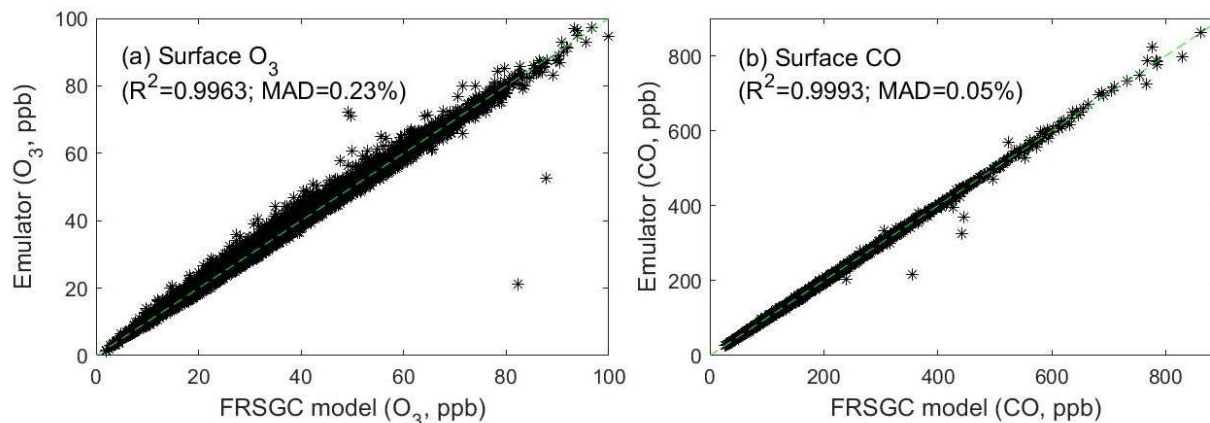 100
80
60
40
20
0
Emulator (O₃, ppb)
(a) Surface O₃
(R²=0.9963; MAD=0.23%)
0 20 40 60 80 100
FRSGC model (O₃, ppb)
800
600
400
200
0
Emulator (CO, ppb)
(b) Surface CO
(R²=0.9993; MAD=0.05%)
0 200 400 600 800
FRSGC model (CO, ppb)